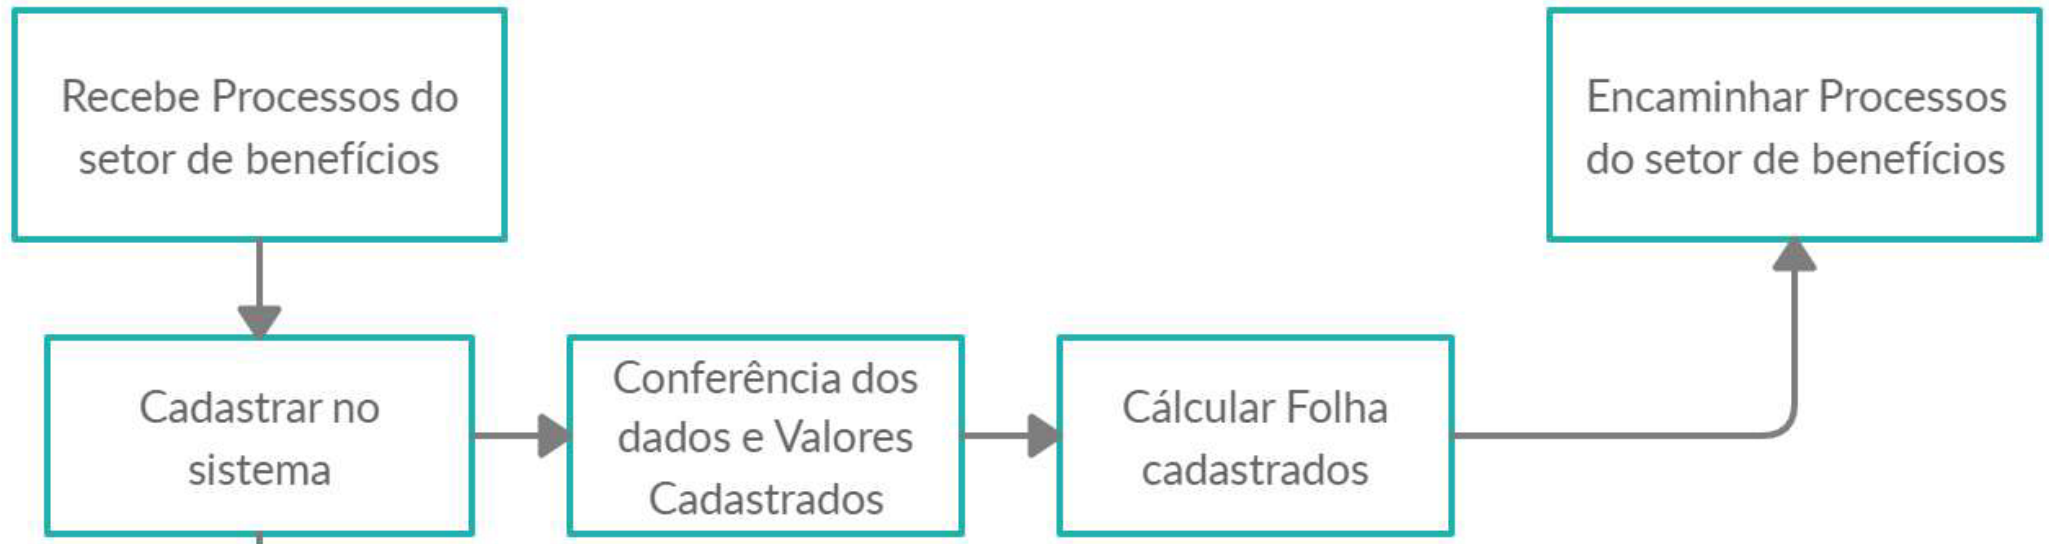 Recebe Processos do
setor de benefícios
Encaminhar Processos
do setor de benefícios
Cadastrar no
sistema
Conferência dos
dados e Valores
Cadastrados
Cálcular Folha
cadastrados